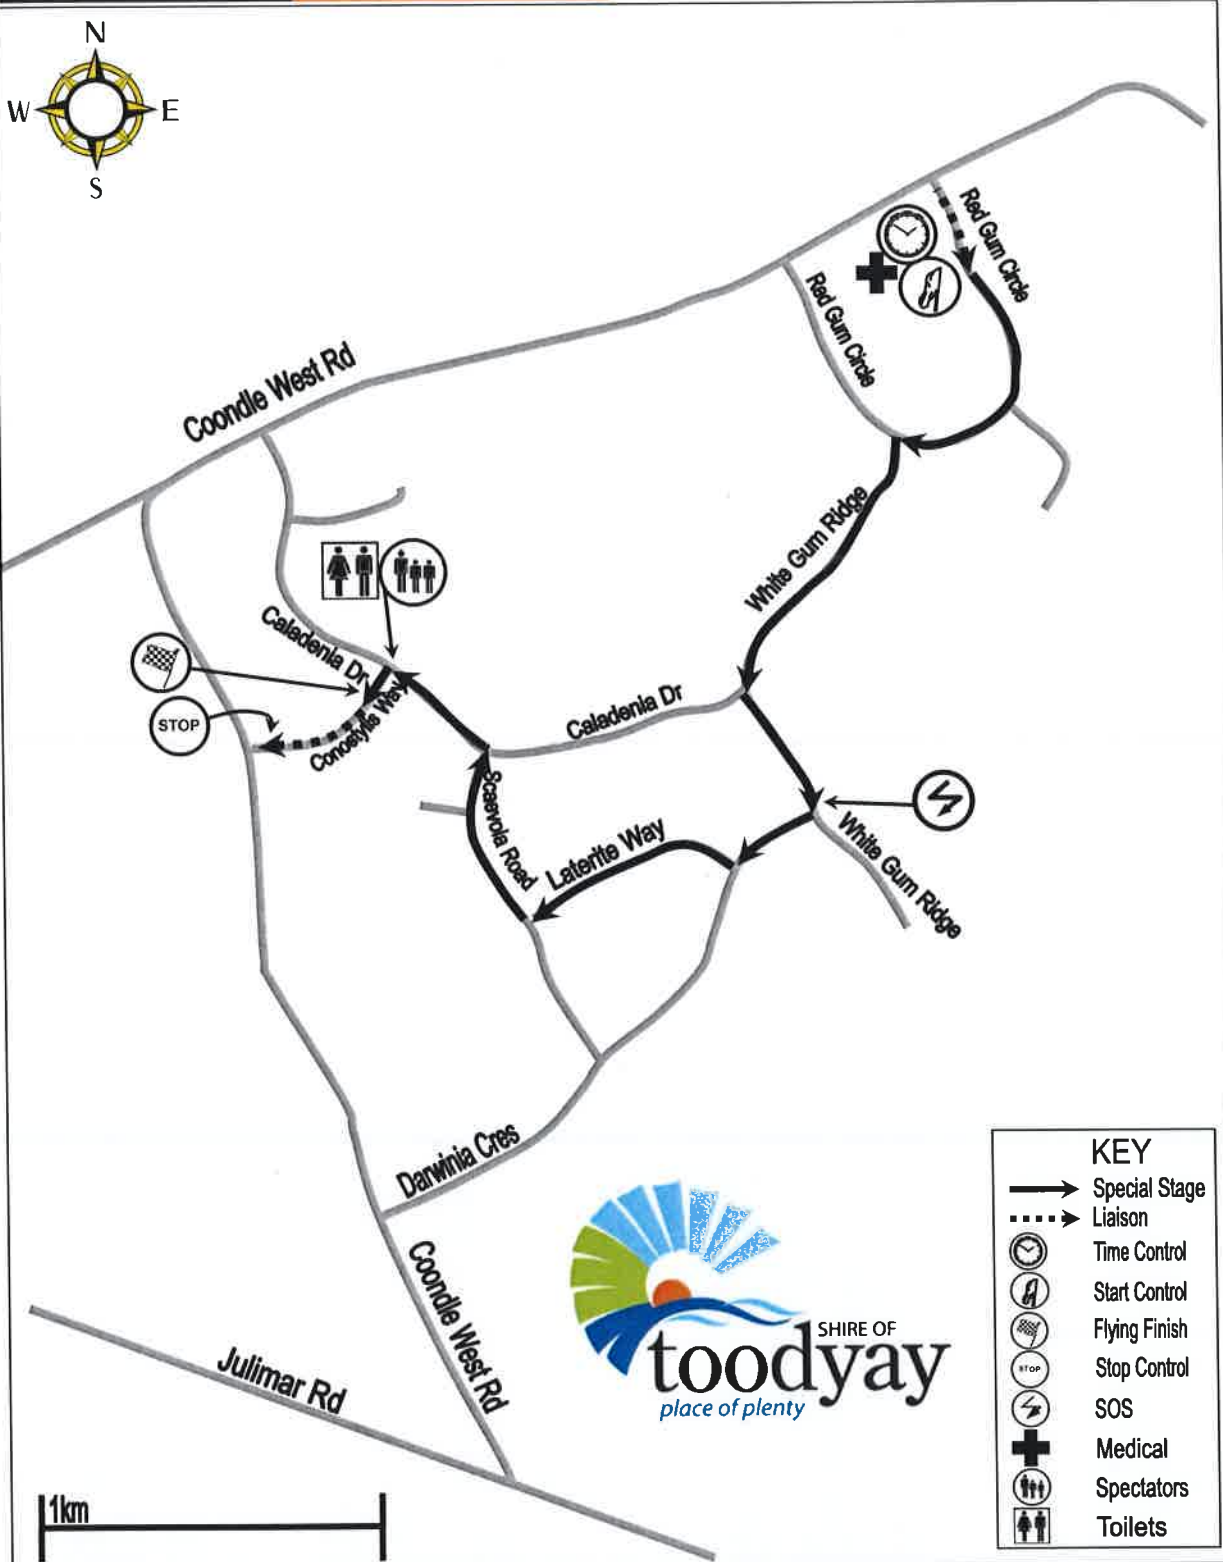 N
W
E
S
Red Gum Circle
Red Gum Circle
Coondle West Rd
White Gum Ridge
Caladenia Dr
Caladenia Dr
STOP
Conostylis Way
Scaevola Road
Laterite Way
White Gum Ridge
Darwinia Cres
Coondle West Rd
Julimar Rd
SHIRE OF
toodyay
place of plenty
1km
KEY
Special Stage
Liaison
Time Control
Start Control
Flying Finish
STOP
Stop Control
SOS
Medical
Spectators
Toilets